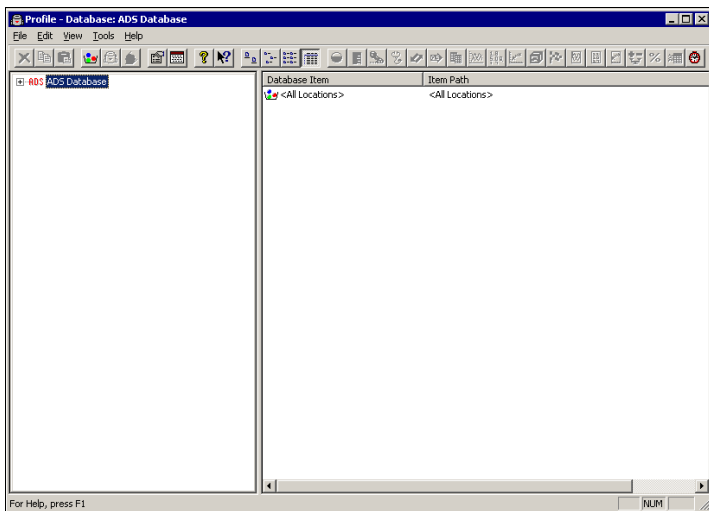 Profile - Database: ADS Database
File Edit View Tools Help
ADS ADS Database
Database Item Item Path
<All Locations> <All Locations>
For Help, press F1 NUM